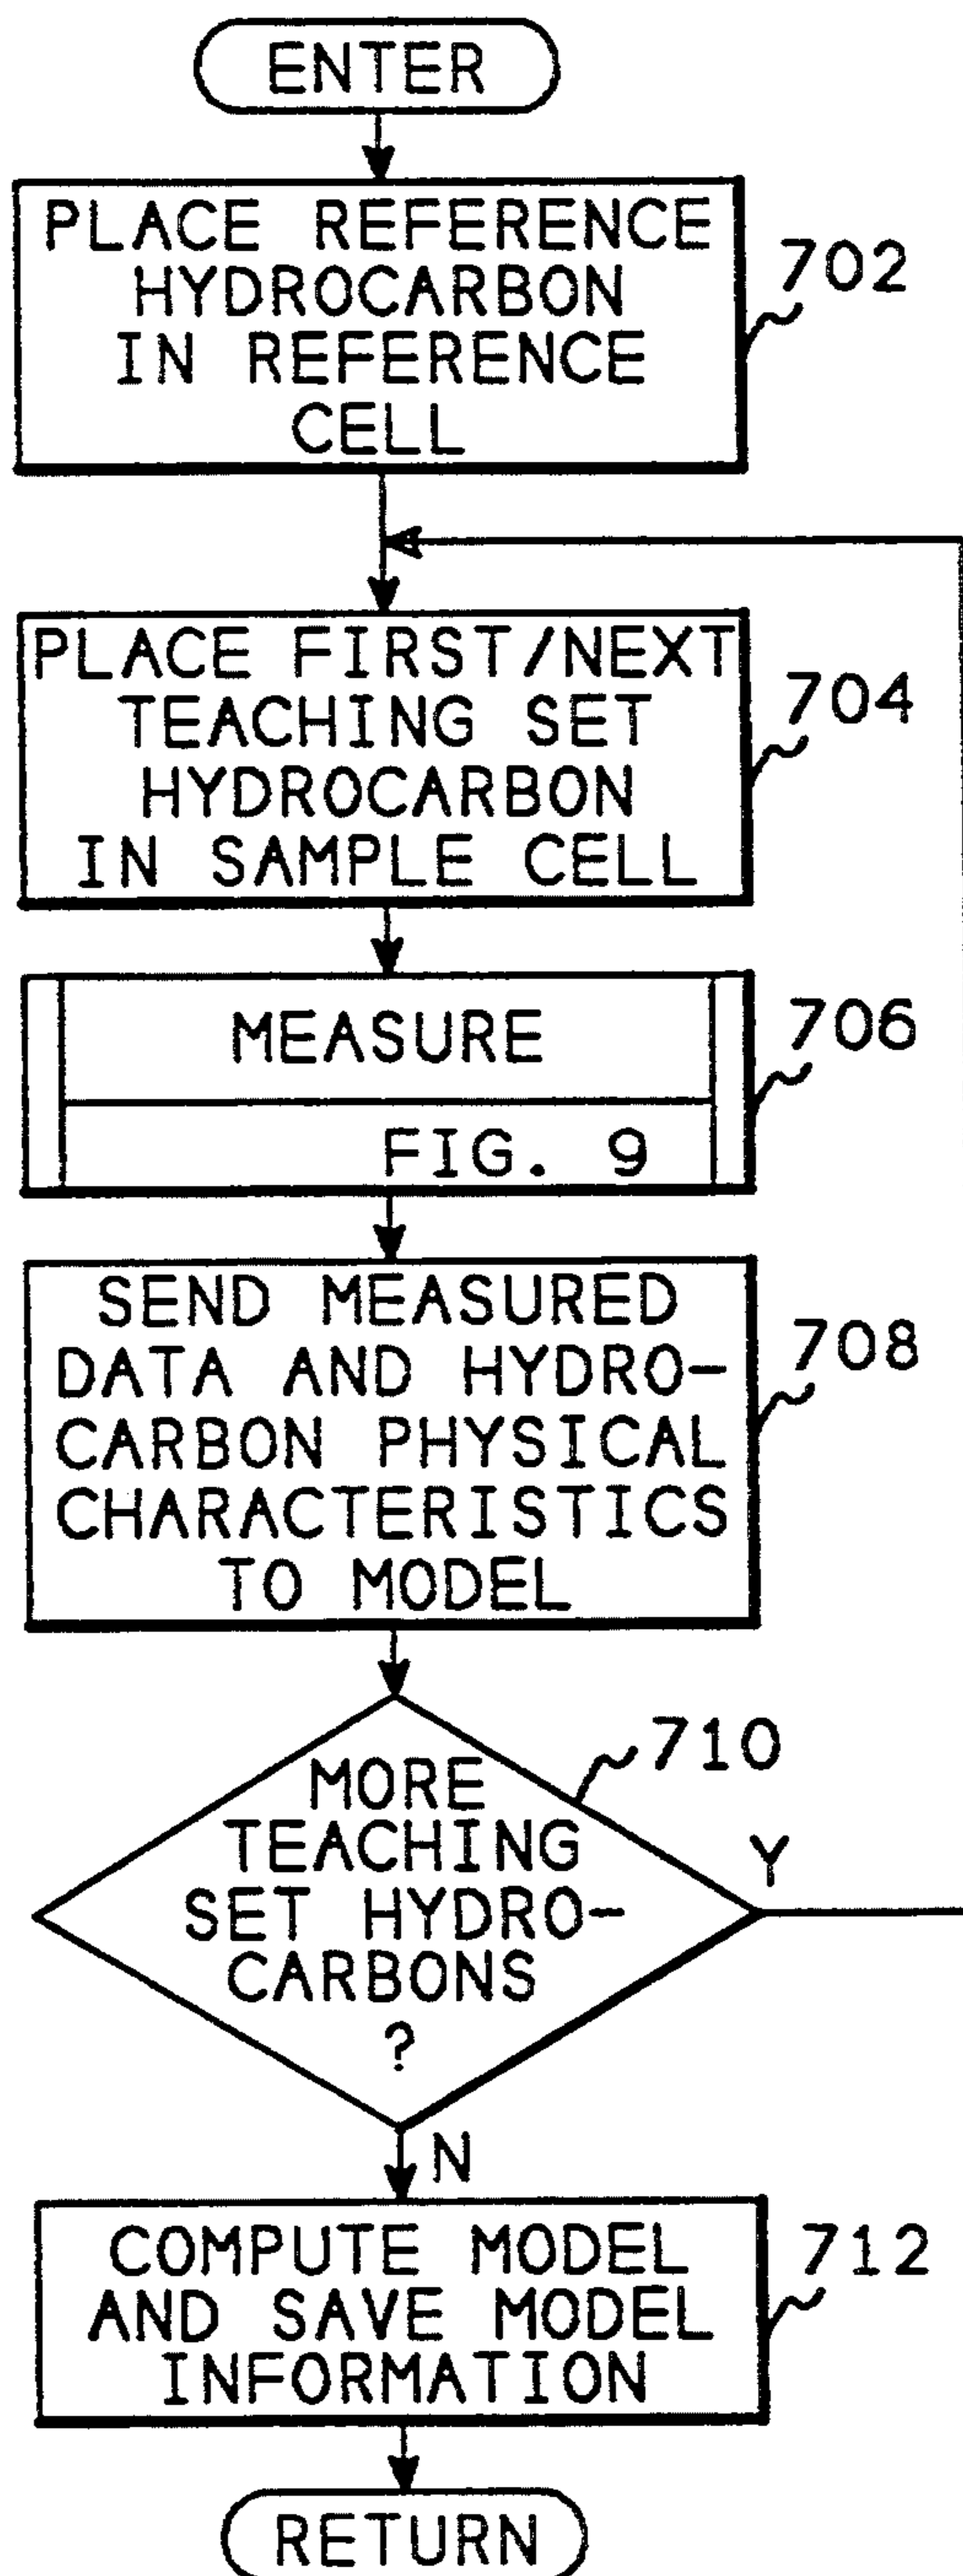 ENTER
PLACE REFERENCE
HYDROCARBON
IN REFERENCE
CELL
702
PLACE FIRST/NEXT
TEACHING SET
HYDROCARBON
IN SAMPLE CELL
704
MEASURE
FIG. 9
706
SEND MEASURED
DATA AND HYDRO-
CARBON PHYSICAL
CHARACTERISTICS
TO MODEL
708
MORE
TEACHING
SET HYDRO-
CARBONS
?
710
Y
N
COMPUTE MODEL
AND SAVE MODEL
INFORMATION
712
RETURN